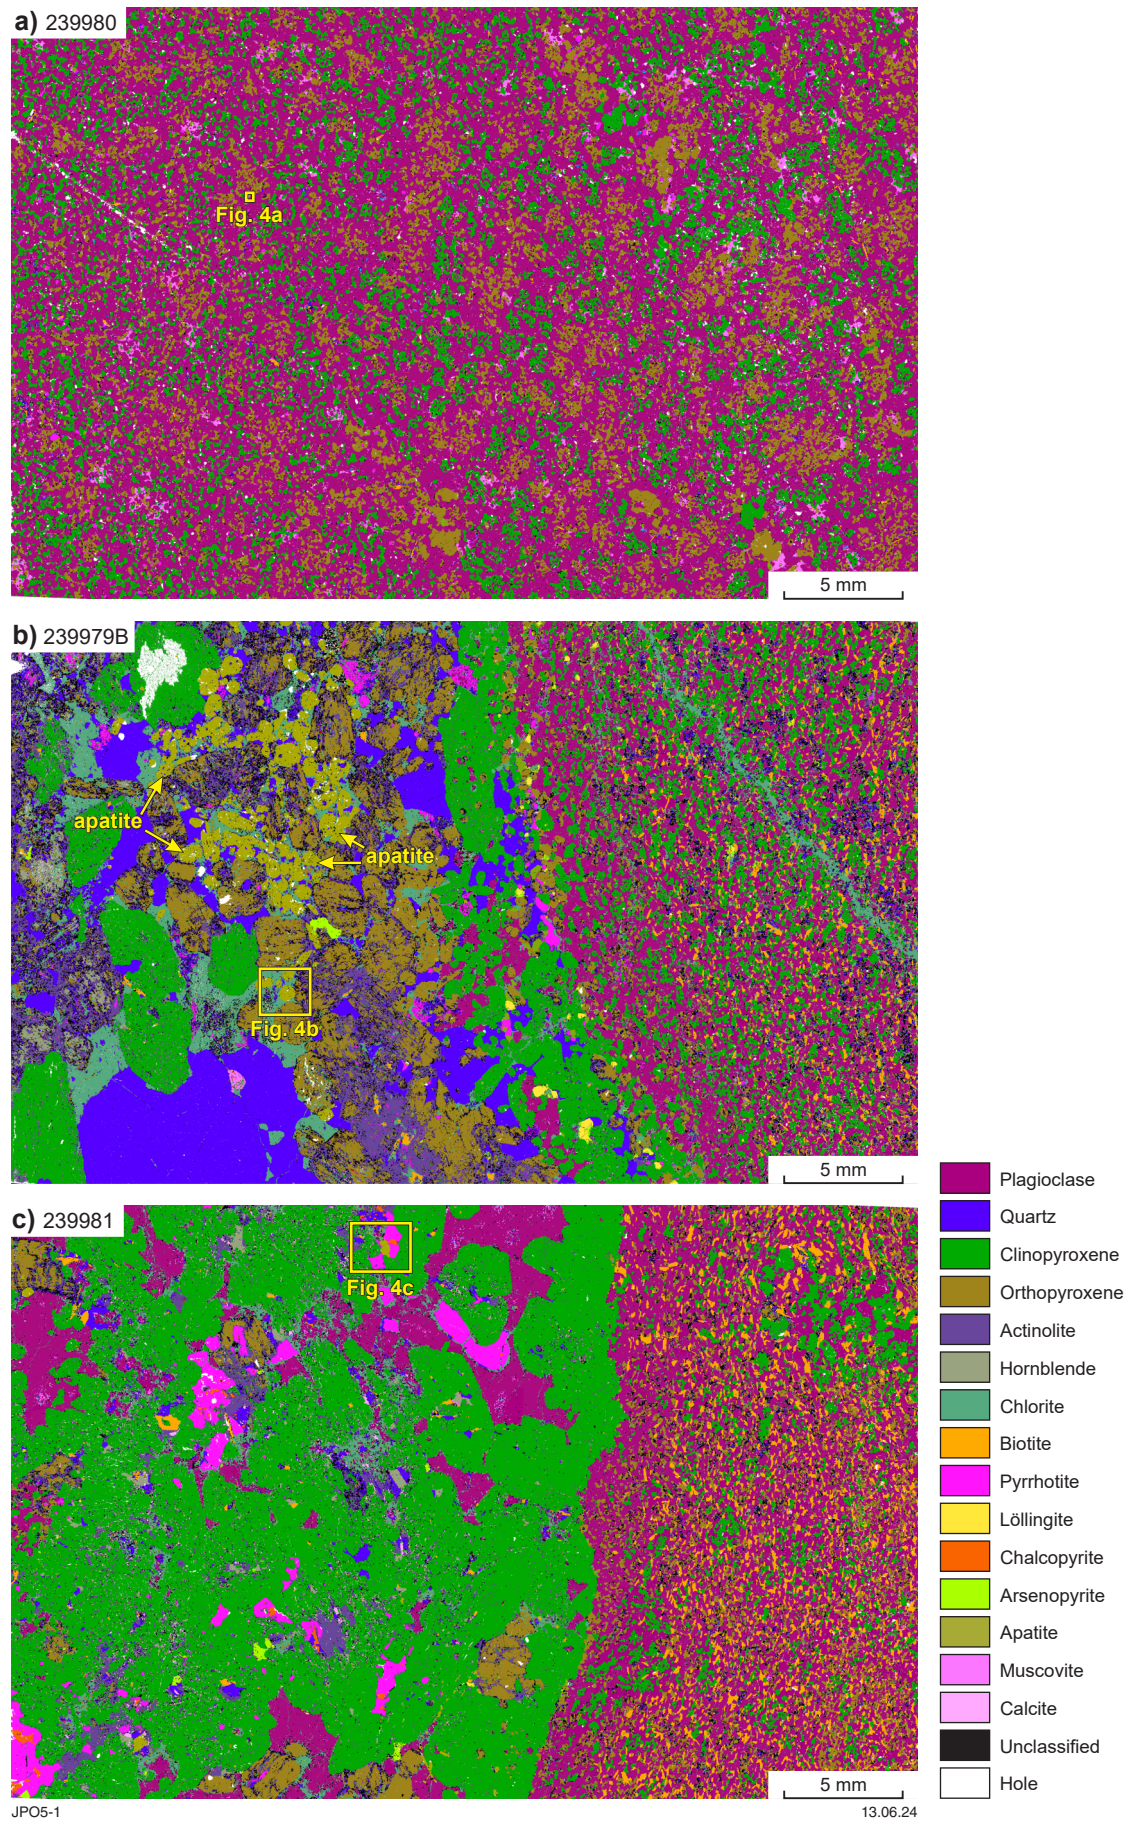 a) 239980
Fig. 4a
5 mm
b) 239979B
apatite
apatite
Fig. 4b
5 mm
c) 239981
Fig. 4c
5 mm
Plagioclase
Quartz
Clinopyroxene
Orthopyroxene
Actinolite
Hornblende
Chlorite
Biotite
Pyrrhotite
Löllingite
Chalcopyrite
Arsenopyrite
Apatite
Muscovite
Calcite
Unclassified
Hole
JPO5-1
13.06.24